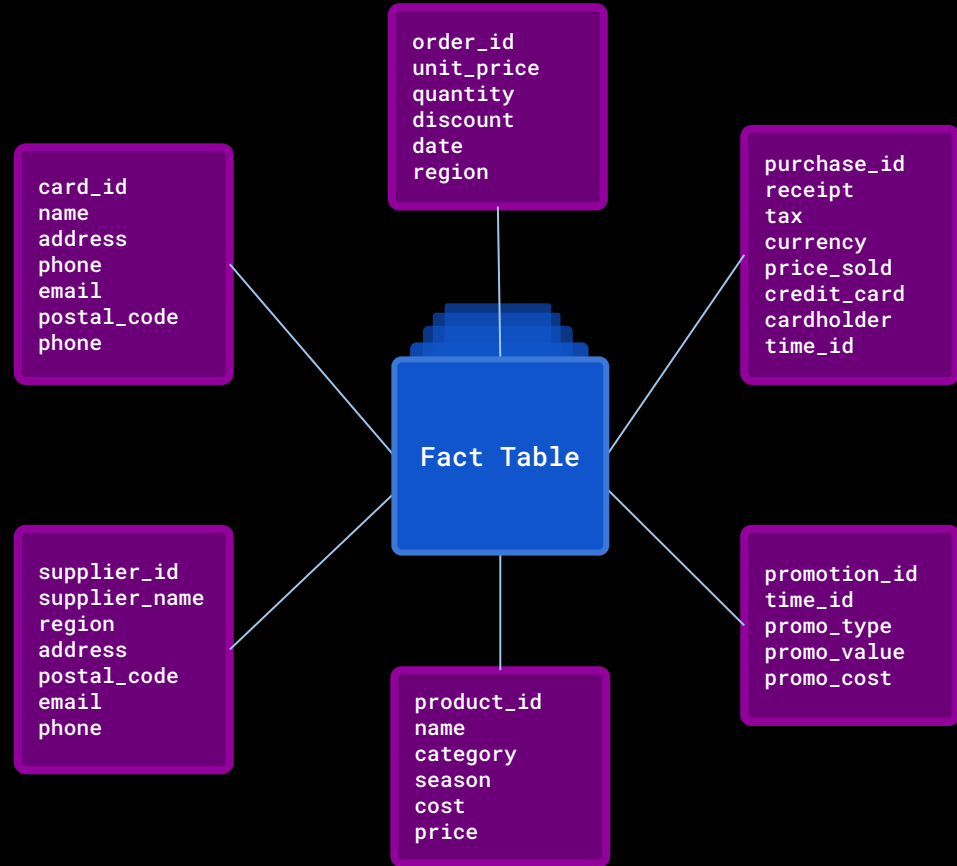 order_id
unit_price
quantity
discount
date
region
card_id
name
address
phone
email
postal_code
phone
purchase_id
receipt
tax
currency
price_sold
credit_card
cardholder
time_id
Fact Table
supplier_id
supplier_name
region
address
postal_code
email
phone
product_id
name
category
season
cost
price
promotion_id
time_id
promo_type
promo_value
promo_cost